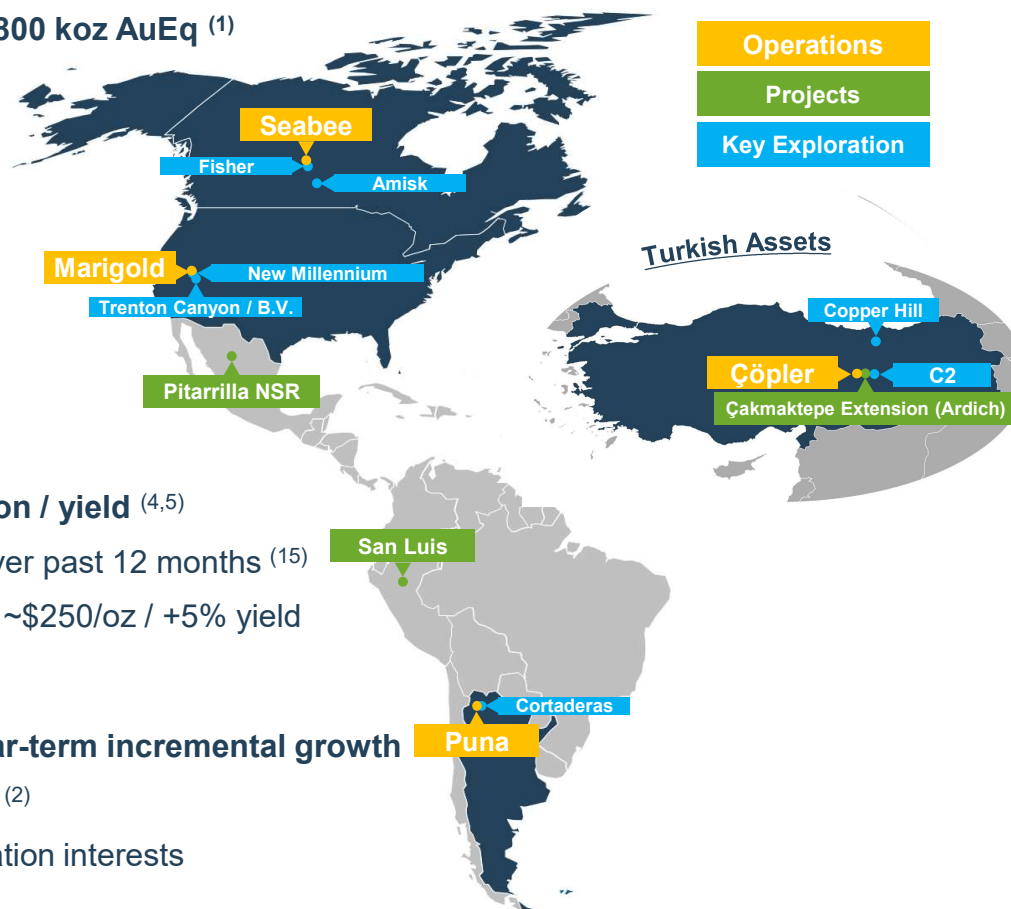 300 koz AuEq (1)
Operations
Projects
Key Exploration
Seabee
Fisher
Amisk
Turkish Assets
Marigold
New Millennium
Trenton Canyon / B.V.
Copper Hill
Çöpler
C2
Pitarrilla NSR
Çakmaktepe Extension (Ardich)
on / yield (4,5)
San Luis
ver past 12 months (15)
~$250/oz / +5% yield
Cortaderas
ar-term incremental growth
Puna
(2)
ation interests